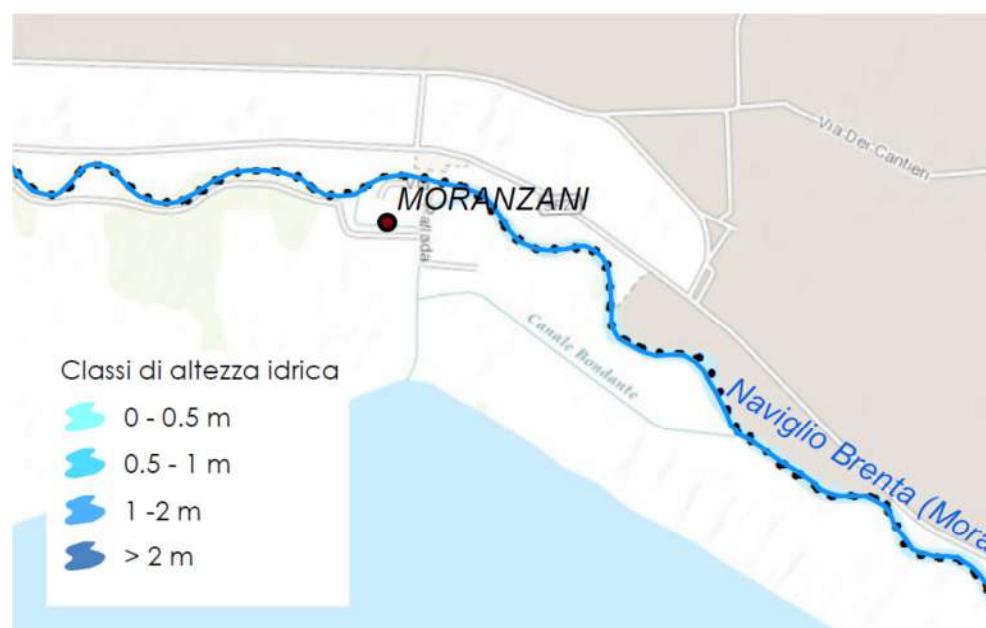 Via Dei Cantieri
MORANZANI
Canale Bondante
Naviglio Brenta (Mora
Classi di altezza idrica
0 - 0.5 m
0.5 - 1 m
1 -2 m
> 2 m